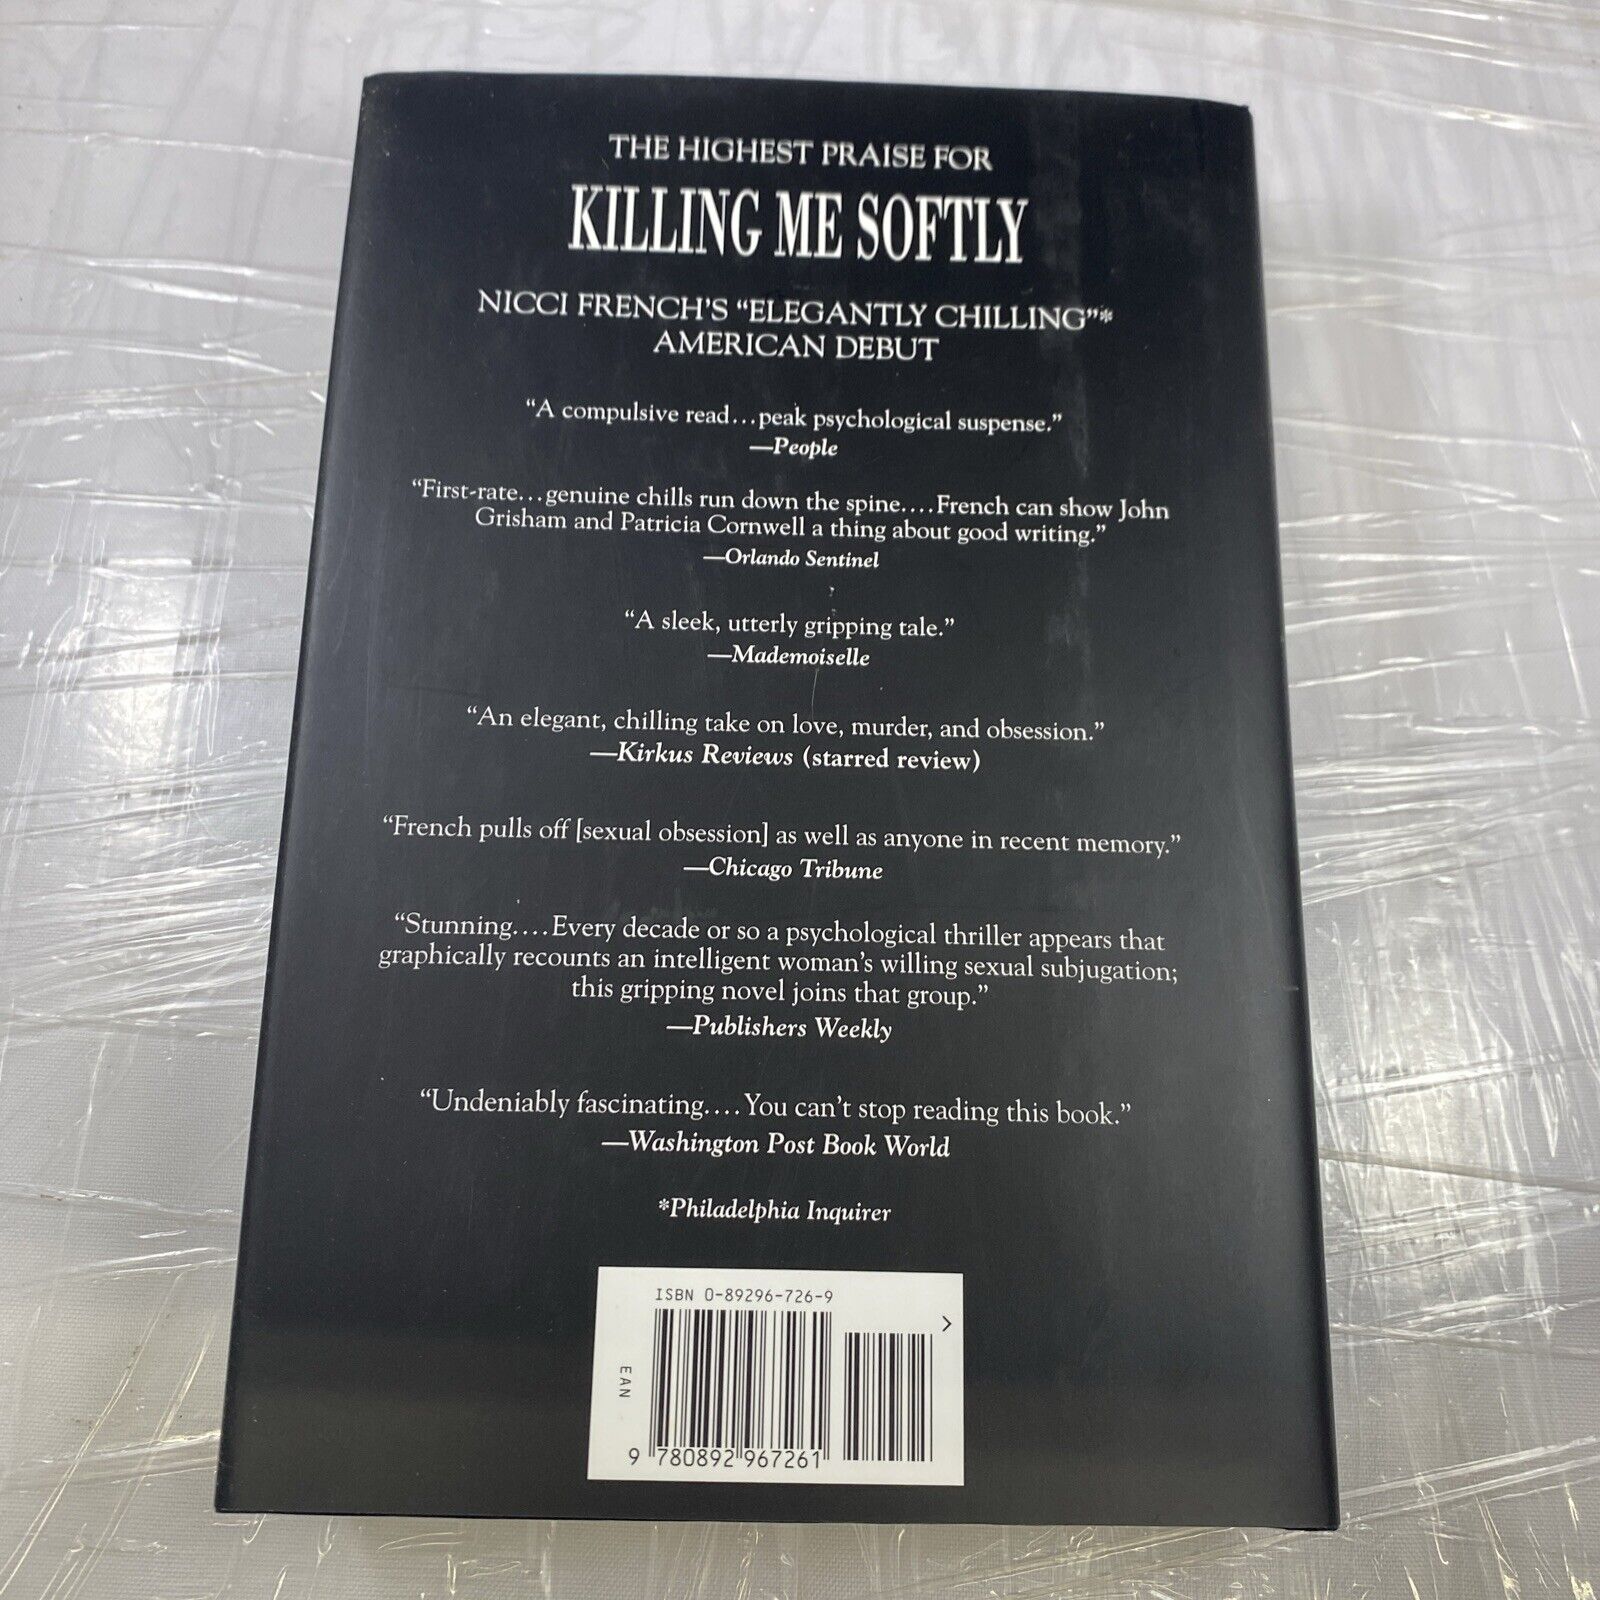 THE HIGHEST PRAISE FOR
KILLING ME SOFTLY
NICCI FRENCH'S “ELEGANTLY CHILLING”*
AMERICAN DEBUT
“A compulsive read...peak psychological suspense.”
—People
“First-rate...genuine chills run down the spine....French can show John
Grisham and Patricia Cornwell a thing about good writing.”
—Orlando Sentinel
“A sleek, utterly gripping tale.”
—Mademoiselle
“An elegant, chilling take on love, murder, and obsession.”
—Kirkus Reviews (starred review)
“French pulls off [sexual obsession] as well as anyone in recent memory.”
—Chicago Tribune
“Stunning....Every decade or so a psychological thriller appears that
graphically recounts an intelligent woman's willing sexual subjugation;
this gripping novel joins that group.”
—Publishers Weekly
“Undeniably fascinating....You can't stop reading this book.”
—Washington Post Book World
*Philadelphia Inquirer
ISBN 0-89296-726-9
>
EAN
9 780892 967261